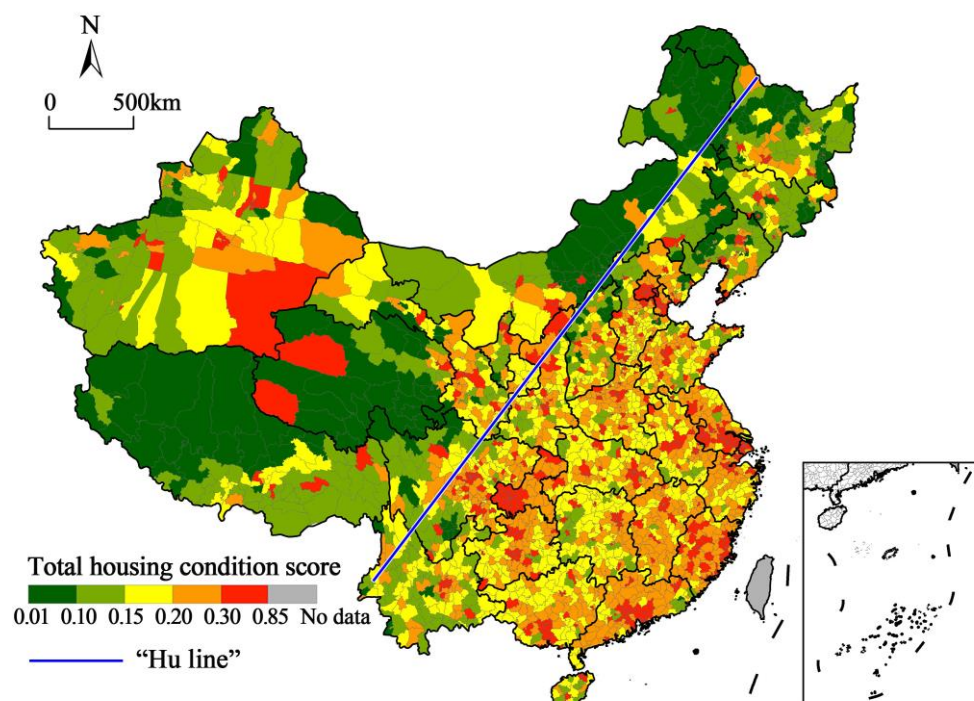 N
0 500km
Total housing condition score
0.01 0.10 0.15 0.20 0.30 0.85 No data
“Hu line”